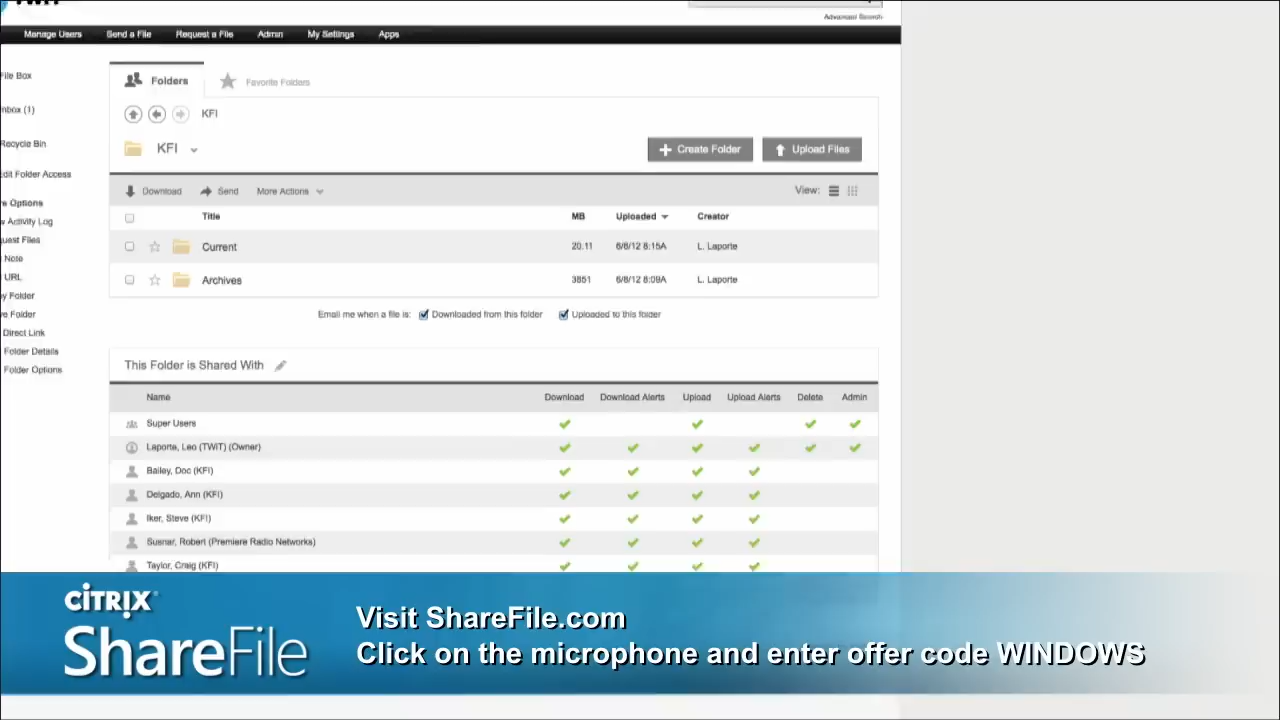 Advanced Search
Manage Users Send a File Request a File Admin My Settings Apps
File Box
Folders Favorite Folders
nbox (1)
KFI
Recycle Bin
KFI Create Folder Upload Files
Edit Folder Access
Download Send More Actions View:
re Options
Title MB Uploaded Creator
w Activity Log
quest Files
Current 20.11 6/8/12 8:15A L. Laporte
Note
URL
Archives 3851 6/8/12 8:09A L. Laporte
y Folder
ve Folder
Email me when a file is: Downloaded from this folder Uploaded to this folder
Direct Link
Folder Details
Folder Options
This Folder is Shared With
Name Download Download Alerts Upload Upload Alerts Delete Admin
Super Users
Laporte, Leo (TWiT) (Owner)
Bailey, Doc (KFI)
Delgado, Ann (KFI)
Iker, Steve (KFI)
Susnar, Robert (Premiere Radio Networks)
Taylor, Craig (KFI)
CİTRIX
ShareFile
Visit ShareFile.com
Click on the microphone and enter offer code WINDOWS